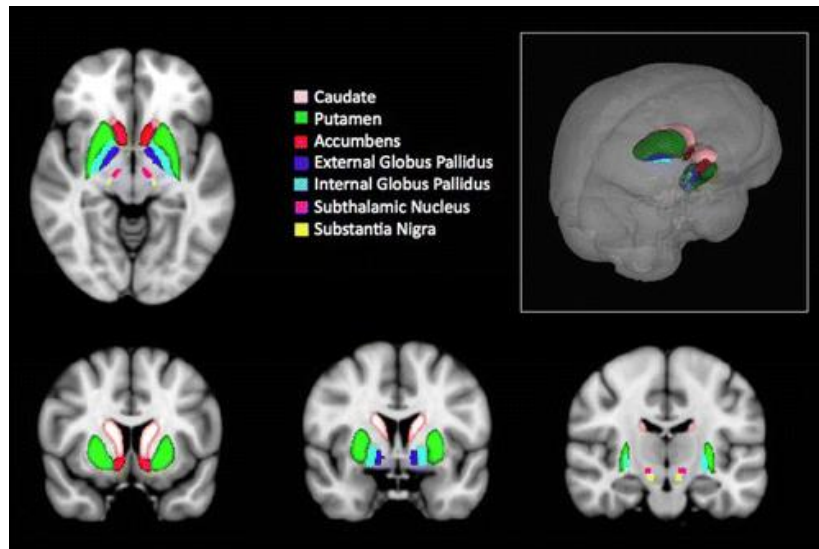 Caudate
Putamen
Accumbens
External Globus Pallidus
Internal Globus Pallidus
Subthalamic Nucleus
Substantia Nigra